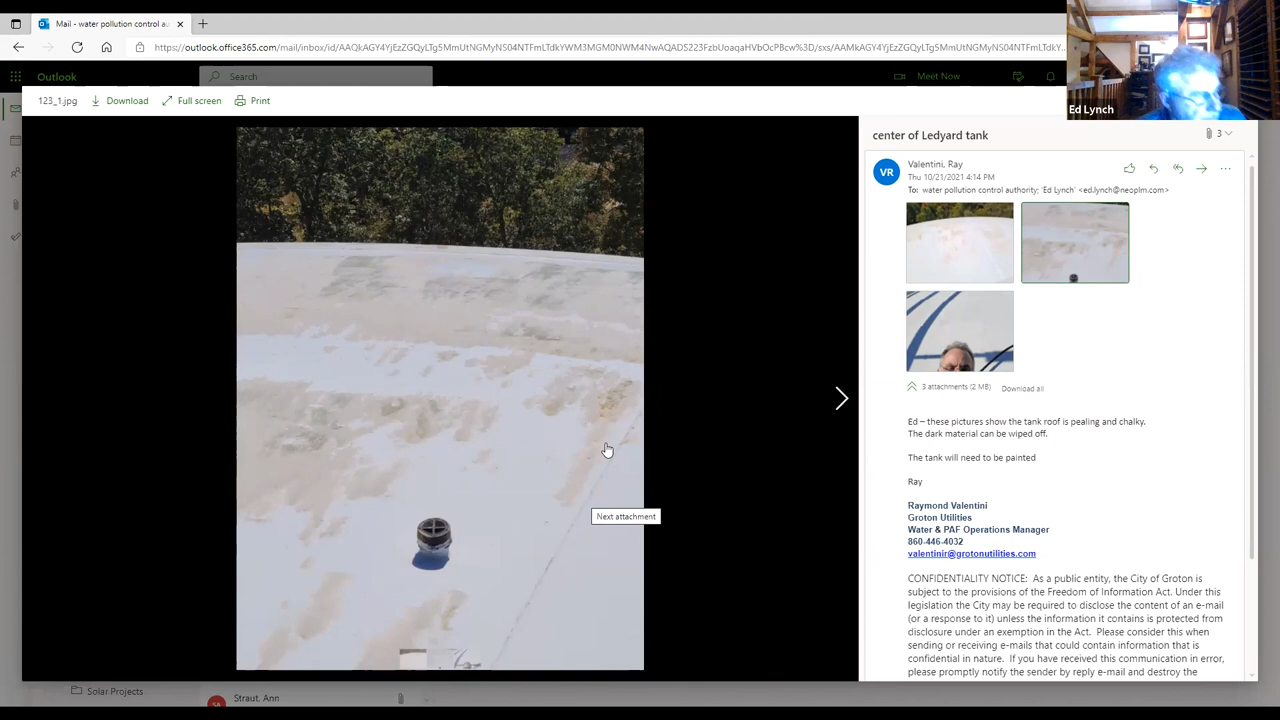 Mail - water pollution control au
https://outlook.office365.com/mail/inbox/id/
Outlook
Search
Meet Now
Ed Lynch
123_1.jpg
Download
Full screen
Print
center of Ledyard tank
3
VR
Valentini, Ray
Thu 10/21/2021 4:14 PM
To: water pollution control authority; 'Ed Lynch' <ed.lynch@neoplm.com>
3 attachments (2 MB)
Download all
Ed – these pictures show the tank roof is pealing and chalky.
The dark material can be wiped off.
The tank will need to be painted
Ray
Raymond Valentini
Groton Utilities
Water & PAF Operations Manager
860-446-4032
valentinir@grotonutilities.com
CONFIDENTIALITY NOTICE: As a public entity, the City of Groton is
subject to the provisions of the Freedom of Information Act. Under this
legislation the City may be required to disclose the content of an e-mail
(or a response to it) unless the information it contains is protected from
disclosure under an exemption in the Act. Please consider this when
sending or receiving e-mails that could contain information that is
confidential in nature. If you have received this communication in error,
please promptly notify the sender by reply e-mail and destroy the
Next attachment
Solar Projects
SA
Straut, Ann